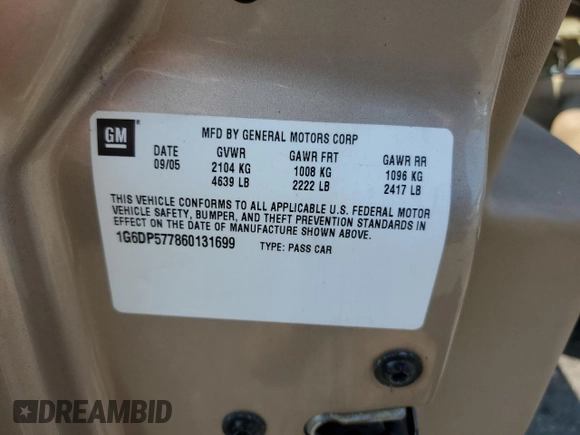 GM
MFD BY GENERAL MOTORS CORP
DATE GVWR GAWR FRT GAWR RR
09/05 2104 KG 1008 KG 1096 KG
4639 LB 2222 LB 2417 LB
THIS VEHICLE CONFORMS TO ALL APPLICABLE U.S. FEDERAL MOTOR
VEHICLE SAFETY, BUMPER, AND THEFT PREVENTION STANDARDS IN
EFFECT ON THE DATE OF MANUFACTURE SHOWN ABOVE.
1G6DP577860131699 TYPE: PASS CAR
DREAMBID